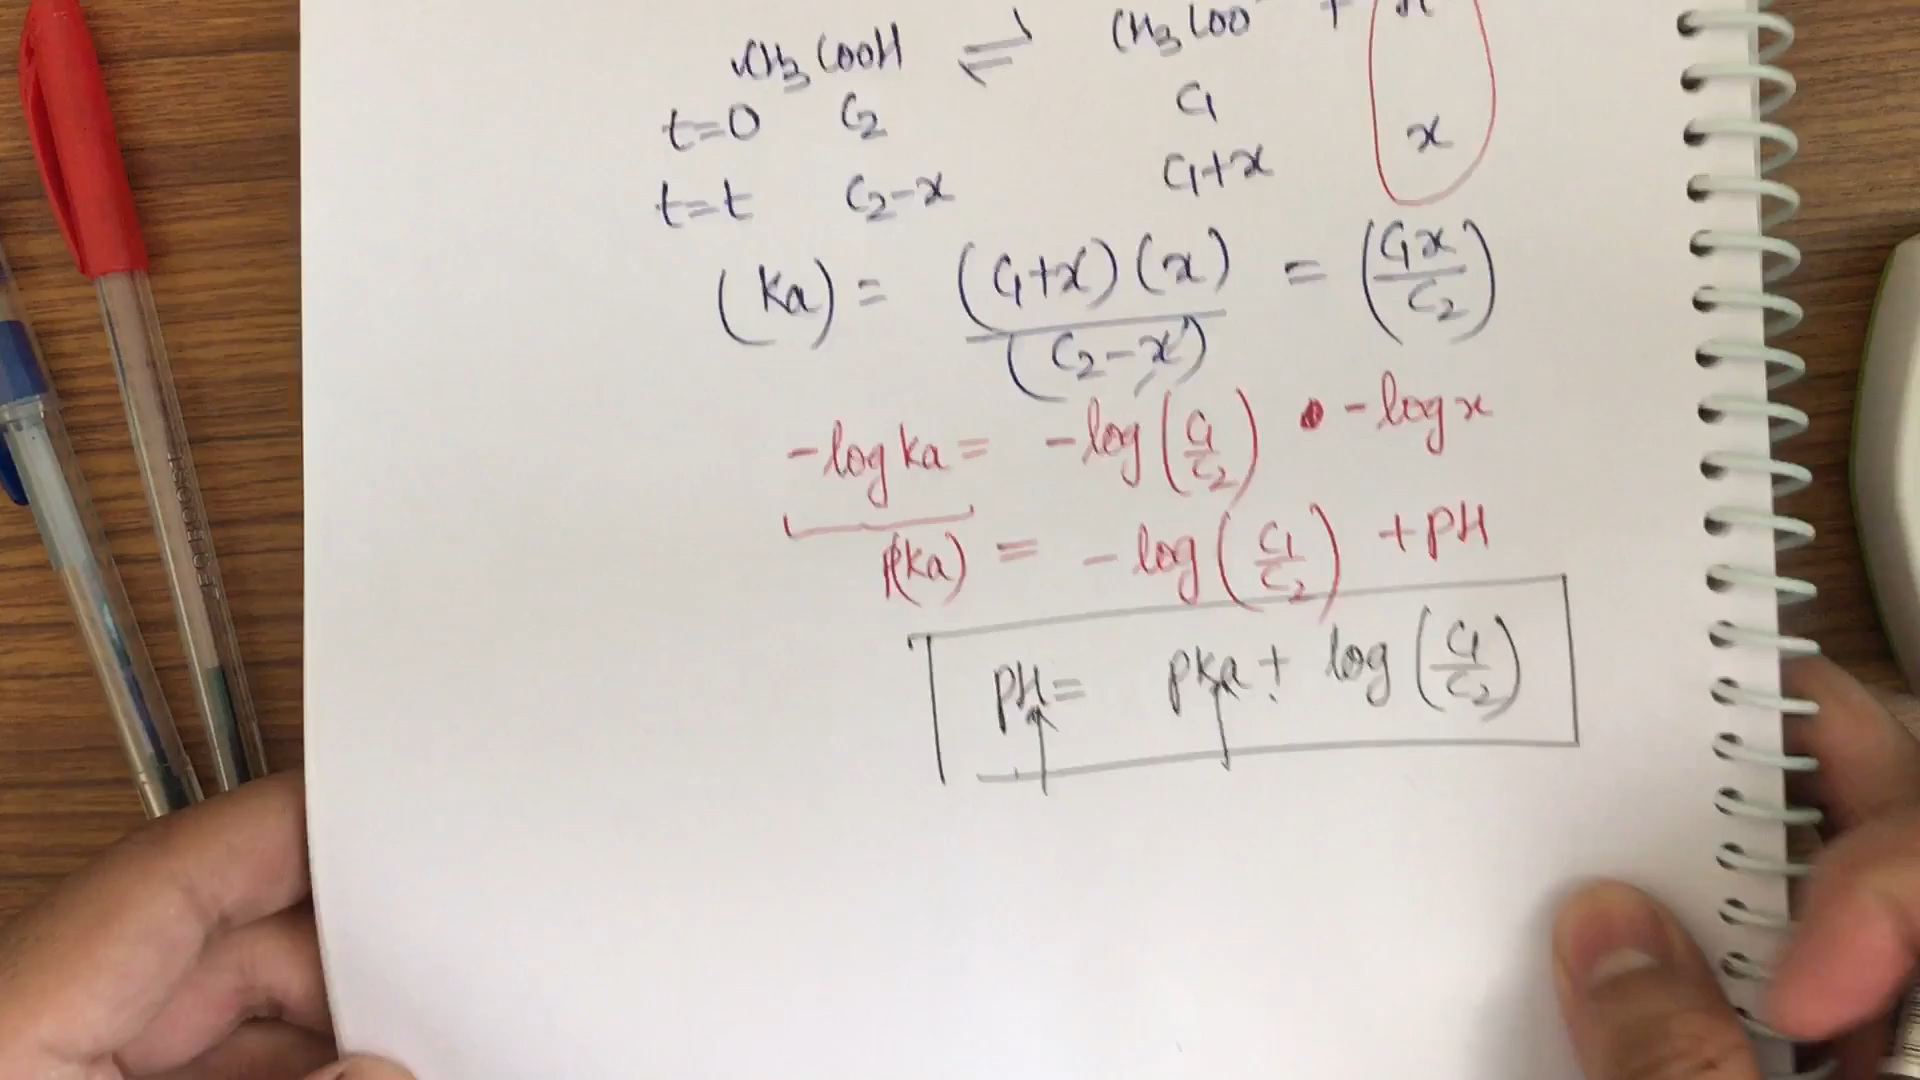 CH₃COOH ⇌ CH₃COO⁻ +
t=0 C₂ C₁
t=t C₂-x C₁+x x
(Ka) = (C₁+x)(x) / (C₂-x) = (C₁x/C₂)
-log Ka = -log(C₁/C₂) -log x
p(Ka) = -log(C₁/C₂) + PH
PH = PKa + log(C₁/C₂)